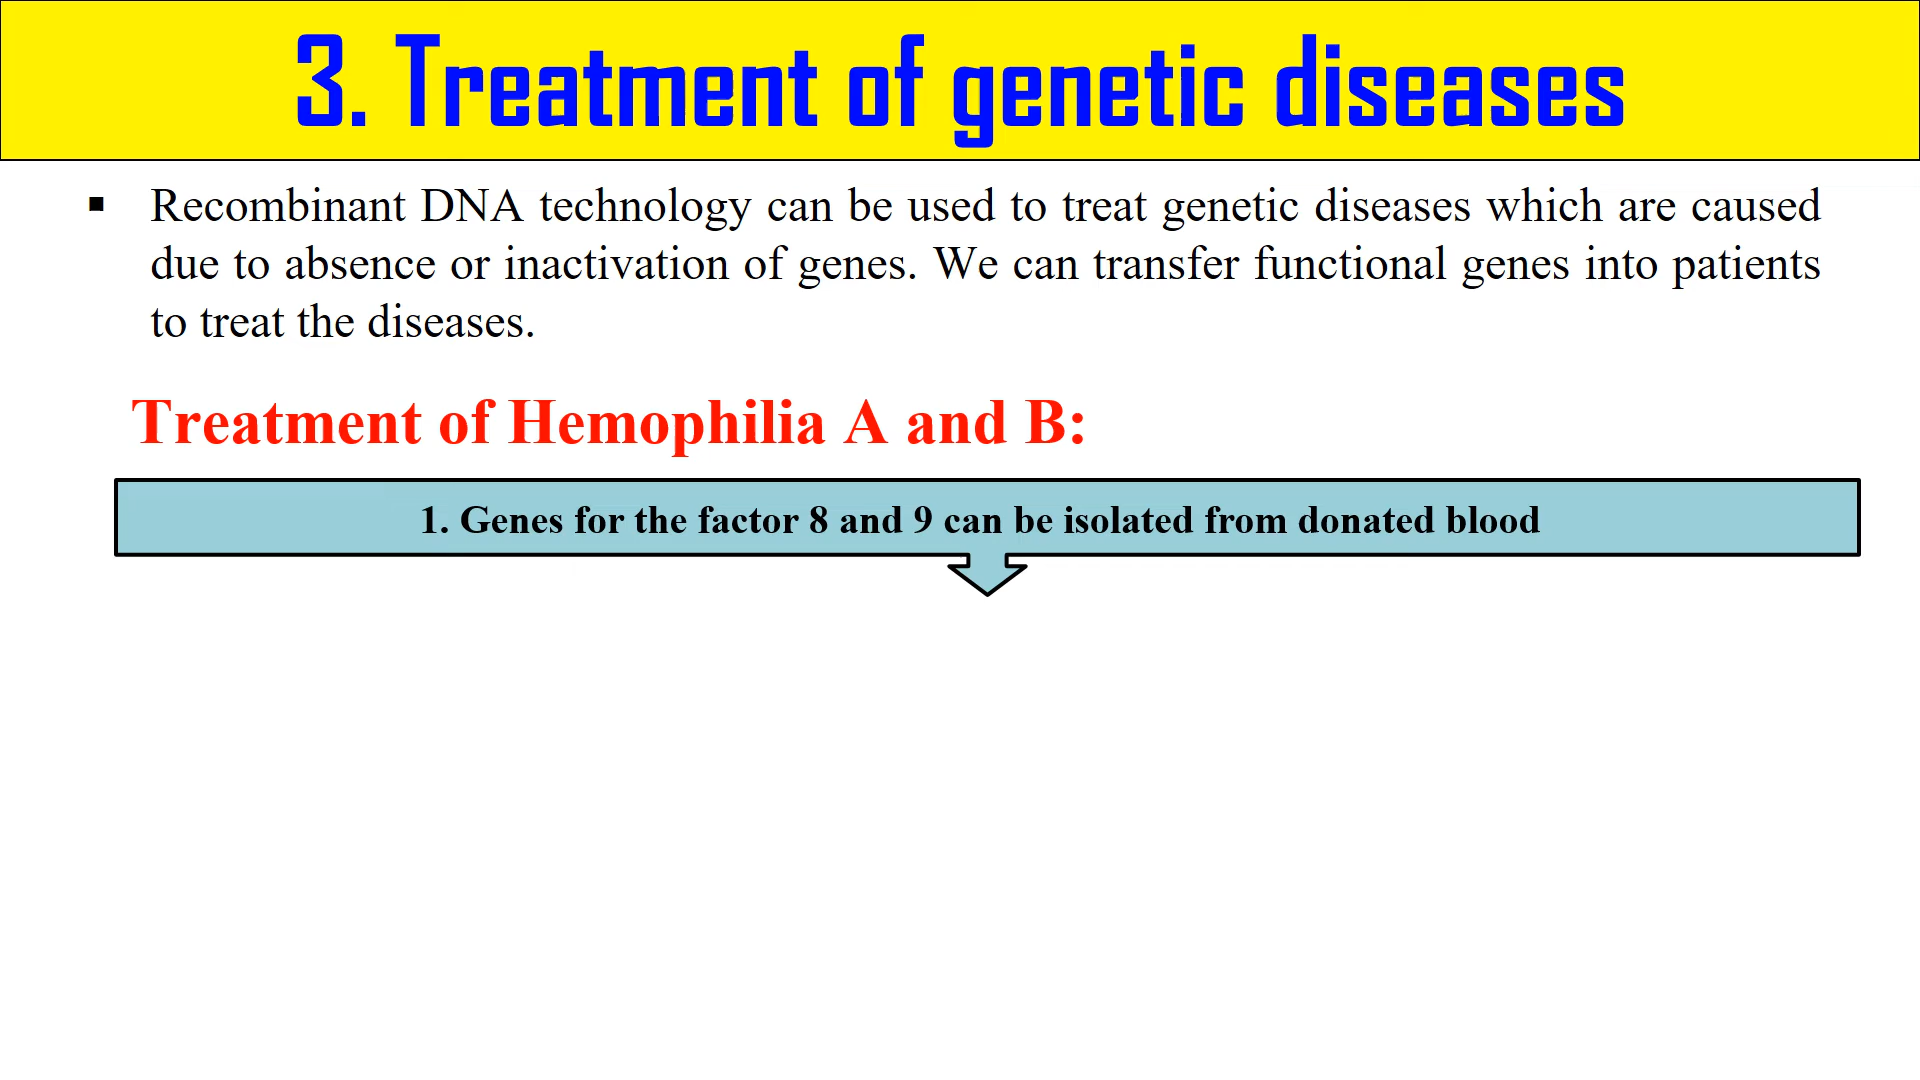 3. Treatment of genetic diseases
▪ Recombinant DNA technology can be used to treat genetic diseases which are caused
due to absence or inactivation of genes. We can transfer functional genes into patients
to treat the diseases.
Treatment of Hemophilia A and B:
1. Genes for the factor 8 and 9 can be isolated from donated blood